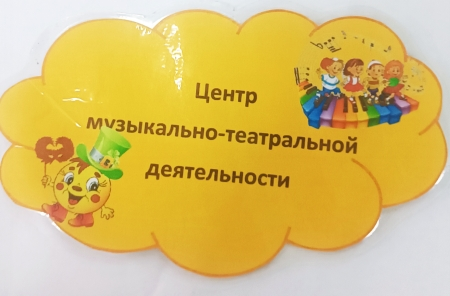 Центр
музыкально-театральной
деятельности